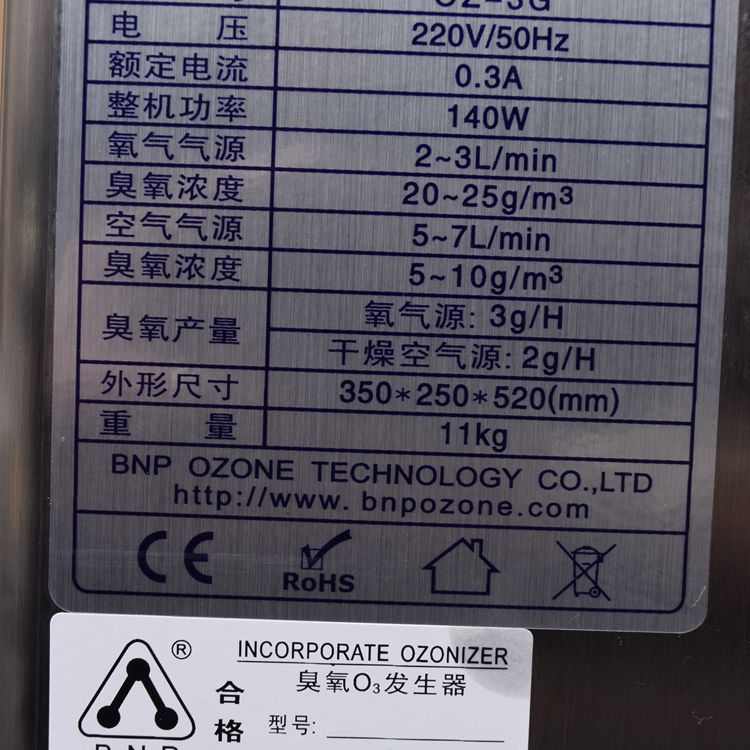 OZ-3G
电 压 220V/50Hz
额定电流 0.3A
整机功率 140W
氧气气源 2~3L/min
臭氧浓度 20~25g/m³
空气气源 5~7L/min
臭氧浓度 5~10g/m³
臭氧产量 氧气源: 3g/H
干燥空气源: 2g/H
外形尺寸 350*250*520(mm)
重 量 11kg
BNP OZONE TECHNOLOGY CO.,LTD
http://www. bnpozone.com
CE RoHS
® INCORPORATE OZONIZER
臭氧O₃发生器
合格 型号:
BNP